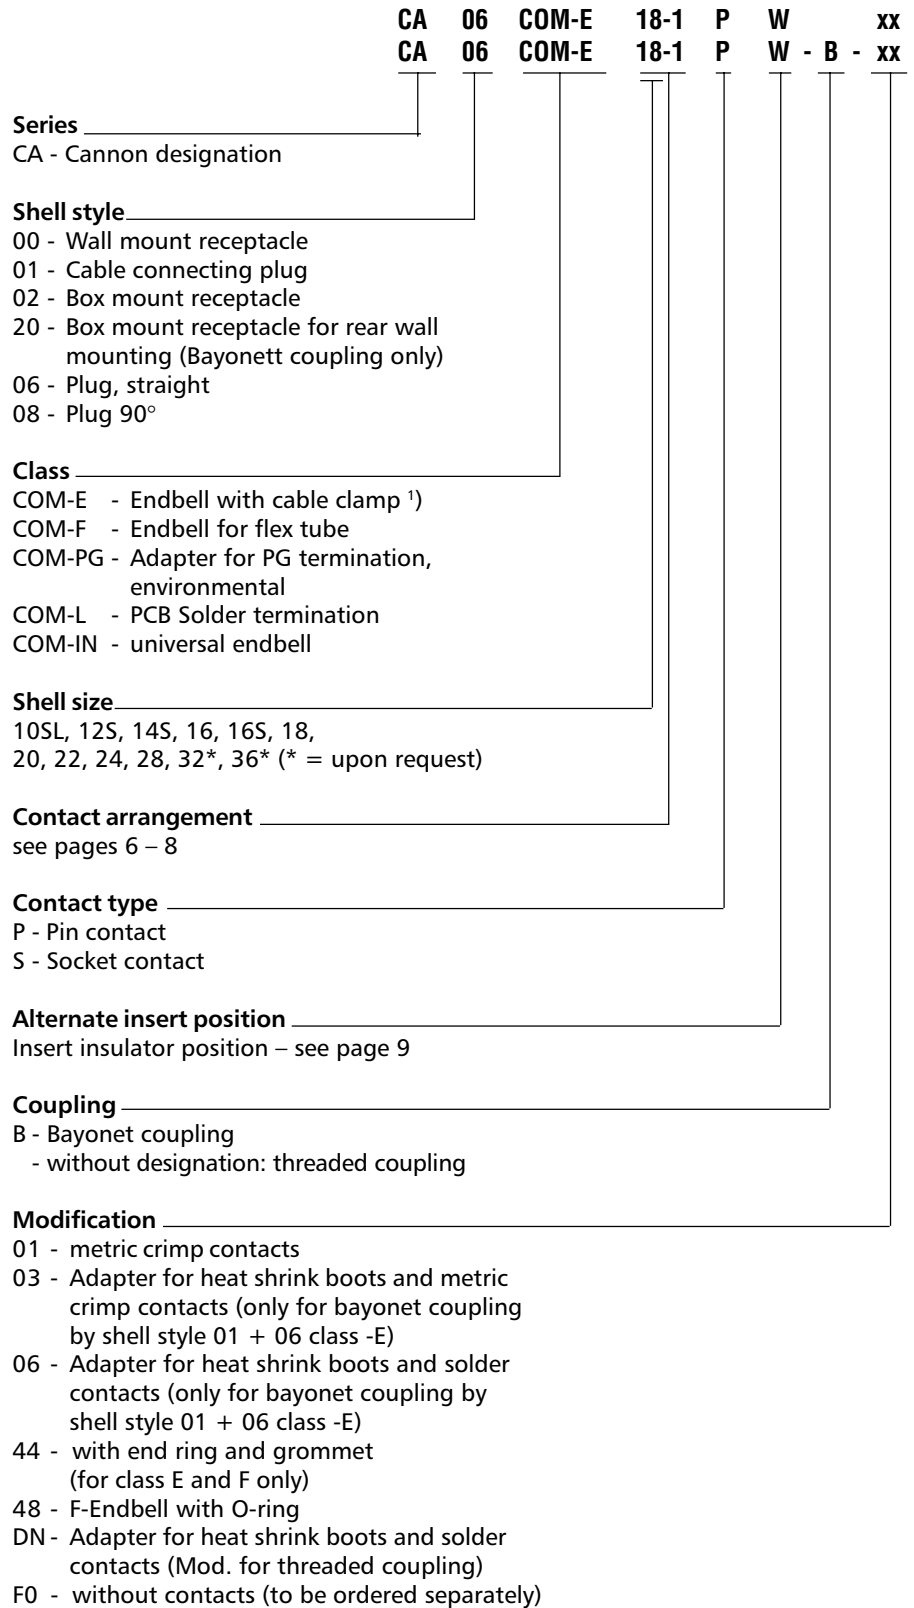 CA 06 COM-E 18-1 P W xx
CA 06 COM-E 18-1 P W - B - xx
Series
CA - Cannon designation
Shell style
00 - Wall mount receptacle
01 - Cable connecting plug
02 - Box mount receptacle
20 - Box mount receptacle for rear wall
mounting (Bayonett coupling only)
06 - Plug, straight
08 - Plug 90°
Class
COM-E - Endbell with cable clamp ¹)
COM-F - Endbell for flex tube
COM-PG - Adapter for PG termination,
environmental
COM-L - PCB Solder termination
COM-IN - universal endbell
Shell size
10SL, 12S, 14S, 16, 16S, 18,
20, 22, 24, 28, 32*, 36* (* = upon request)
Contact arrangement
see pages 6 – 8
Contact type
P - Pin contact
S - Socket contact
Alternate insert position
Insert insulator position – see page 9
Coupling
B - Bayonet coupling
- without designation: threaded coupling
Modification
01 - metric crimp contacts
03 - Adapter for heat shrink boots and metric
crimp contacts (only for bayonet coupling
by shell style 01 + 06 class -E)
06 - Adapter for heat shrink boots and solder
contacts (only for bayonet coupling by
shell style 01 + 06 class -E)
44 - with end ring and grommet
(for class E and F only)
48 - F-Endbell with O-ring
DN - Adapter for heat shrink boots and solder
contacts (Mod. for threaded coupling)
F0 - without contacts (to be ordered separately)